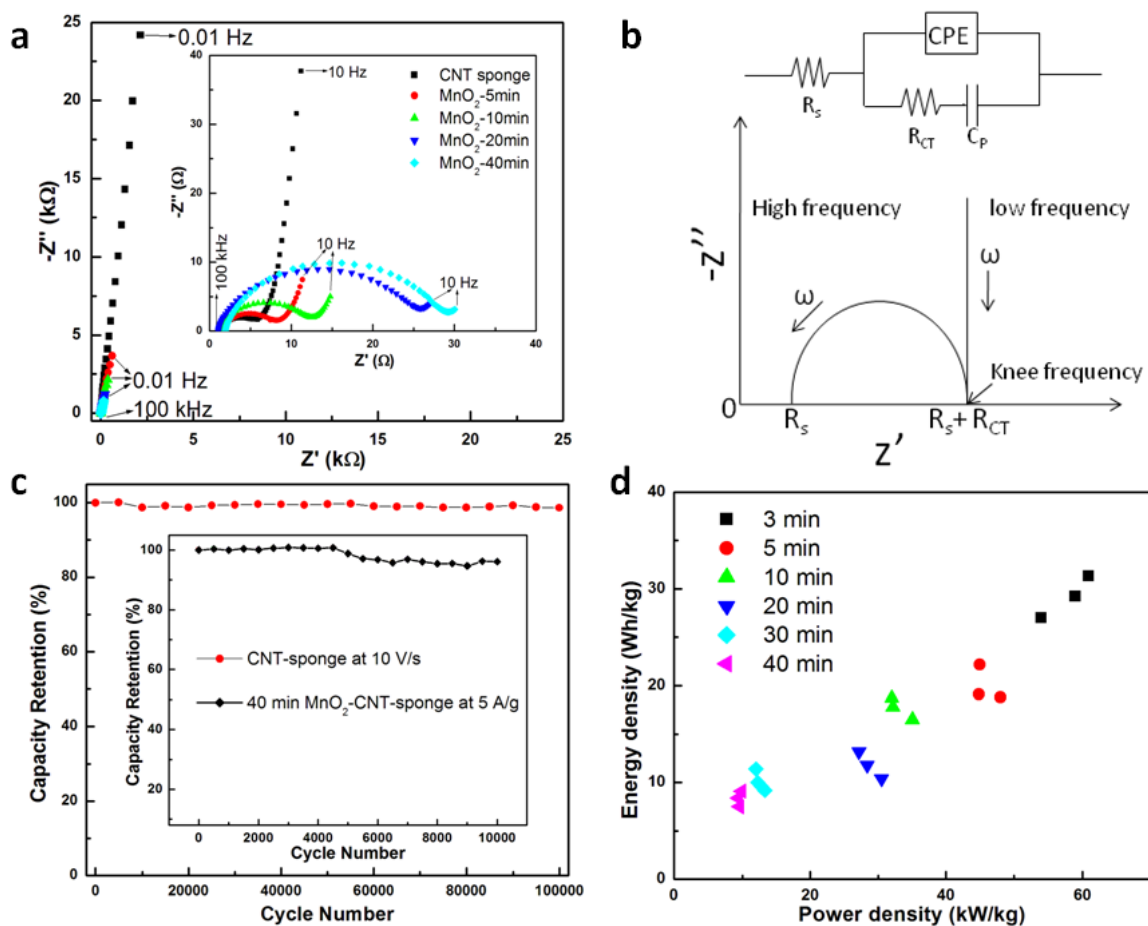 a
25
20
15
10
5
0
-Z'' (kΩ)
0
5
10
15
20
25
Z' (kΩ)
0.01 Hz
0.01 Hz
100 kHz
40
30
20
10
0
-Z'' (Ω)
0
10
20
30
40
Z' (Ω)
10 Hz
CNT sponge
MnO₂-5min
MnO₂-10min
MnO₂-20min
MnO₂-40min
100 kHz
10 Hz
10 Hz
b
CPE
Rₛ
R_CT
C_P
-Z''
High frequency
low frequency
ω
ω
Knee frequency
0
Rₛ
Rₛ+ R_CT
Z'
c
100
80
60
40
20
0
Capacity Retention (%)
0
20000
40000
60000
80000
100000
Cycle Number
100
80
60
40
20
0
Capacity Retention (%)
CNT-sponge at 10 V/s
40 min MnO₂-CNT-sponge at 5 A/g
0
2000
4000
6000
8000
10000
Cycle Number
d
40
30
20
10
0
Energy density (Wh/kg)
3 min
5 min
10 min
20 min
30 min
40 min
0
20
40
60
Power density (kW/kg)